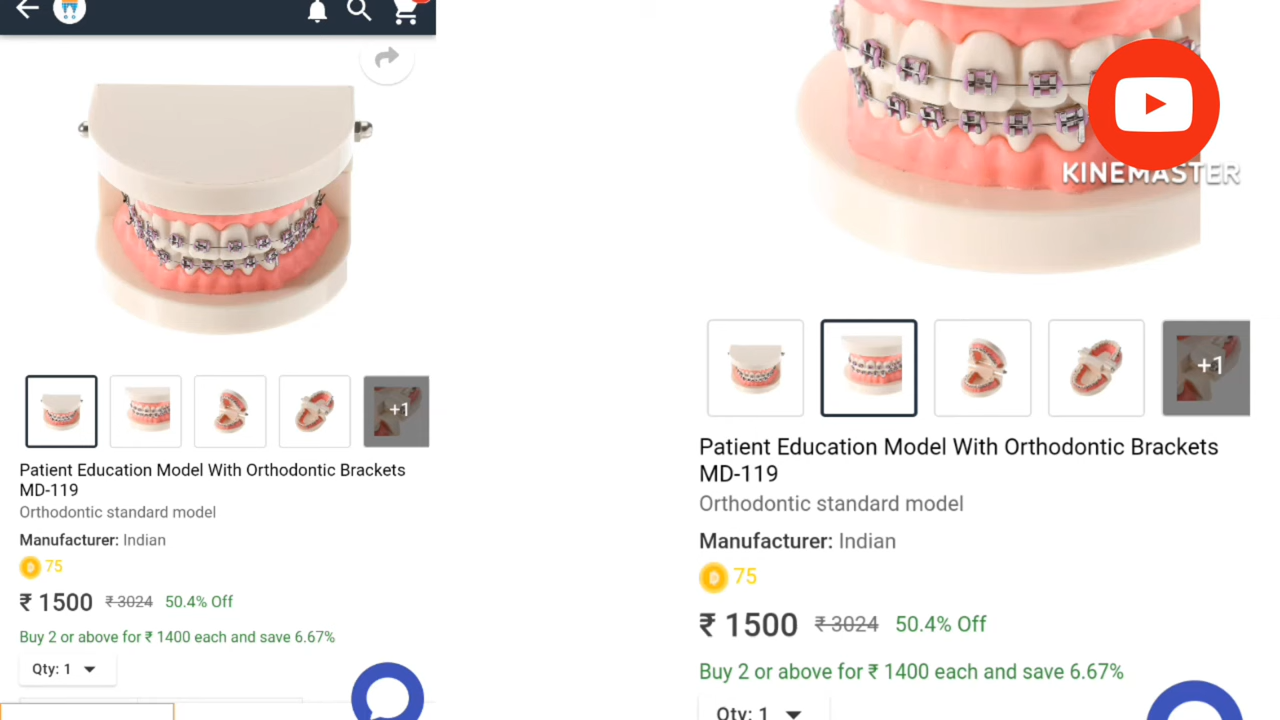 +1
Patient Education Model With Orthodontic Brackets
MD-119
Orthodontic standard model
Manufacturer: Indian
75
₹ 1500 ₹ 3024 50.4% Off
Buy 2 or above for ₹ 1400 each and save 6.67%
Qty: 1
KINEMASTER
+1
Patient Education Model With Orthodontic Brackets
MD-119
Orthodontic standard model
Manufacturer: Indian
75
₹ 1500 ₹ 3024 50.4% Off
Buy 2 or above for ₹ 1400 each and save 6.67%
Qty: 1